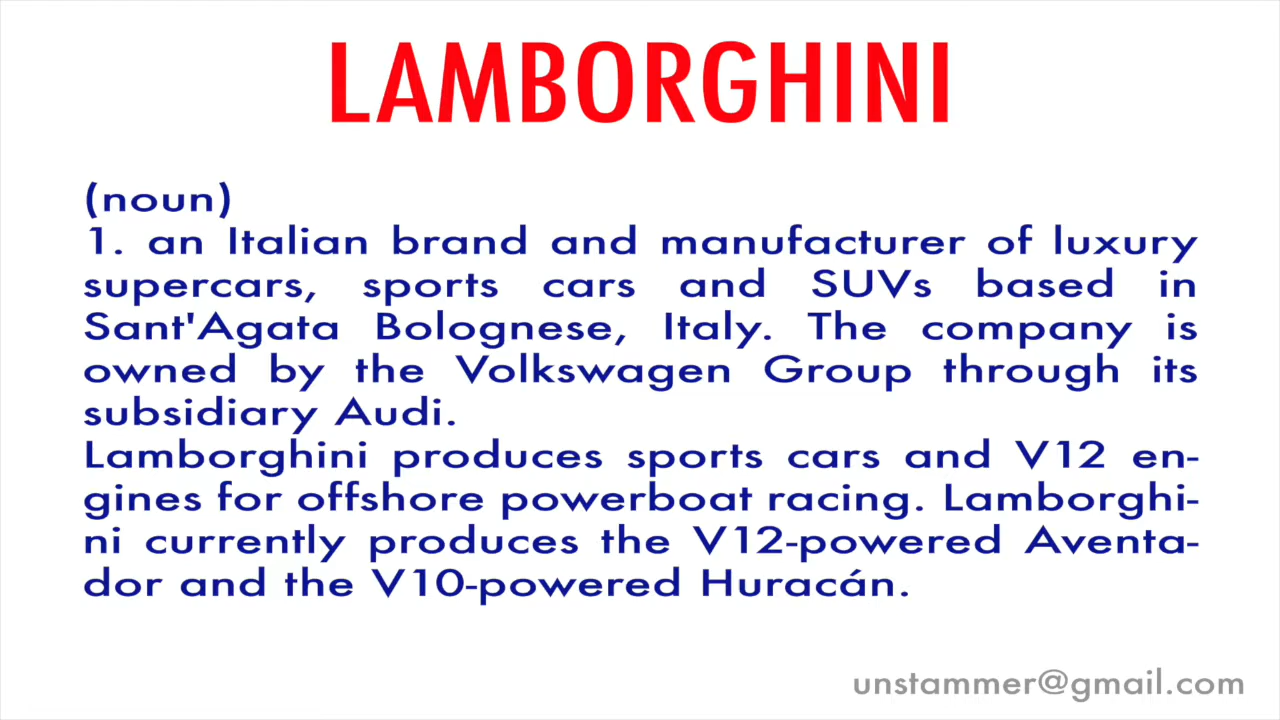 LAMBORGHINI
(noun)
1. an Italian brand and manufacturer of luxury
supercars, sports cars and SUVs based in
Sant'Agata Bolognese, Italy. The company is
owned by the Volkswagen Group through its
subsidiary Audi.
Lamborghini produces sports cars and V12 en-
gines for offshore powerboat racing. Lamborghi-
ni currently produces the V12-powered Aventa-
dor and the V10-powered Huracán.
unstammer@gmail.com